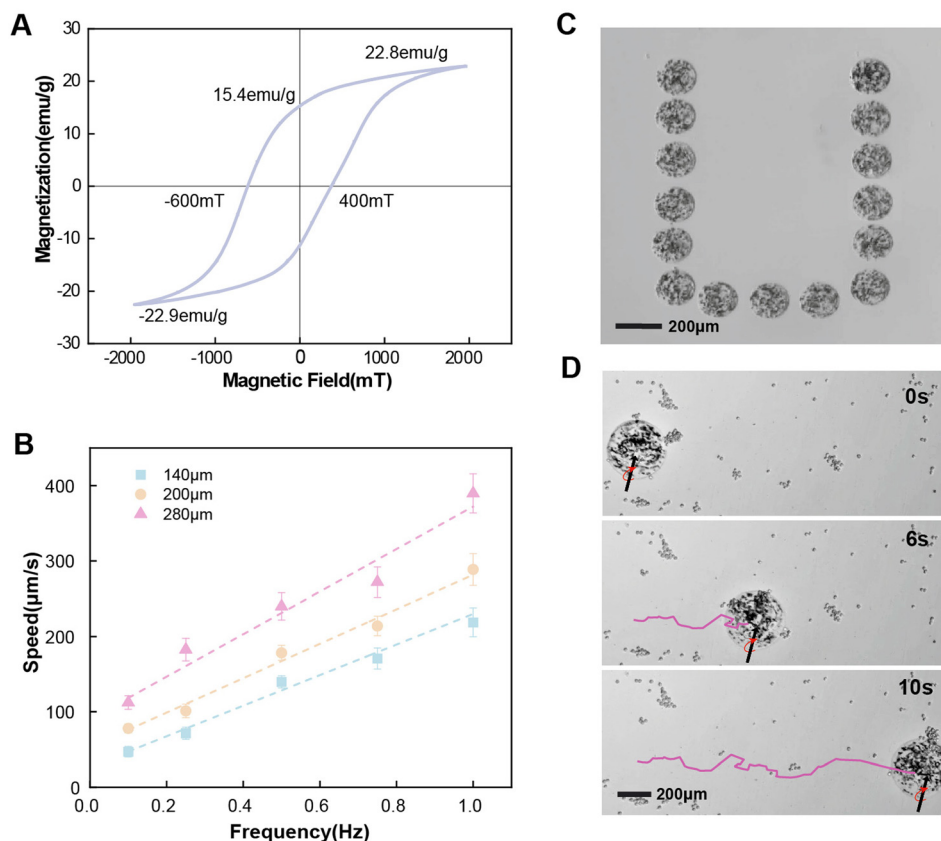 A
Magnetization(emu/g)
30
20
10
0
-10
-20
-30
22.8emu/g
15.4emu/g
-600mT
400mT
-22.9emu/g
-2000
-1000
0
1000
2000
Magnetic Field(mT)
B
Speed(μm/s)
400
300
200
100
0
140μm
200μm
280μm
0.0
0.2
0.4
0.6
0.8
1.0
Frequency(Hz)
C
200μm
D
0s
6s
10s
200μm